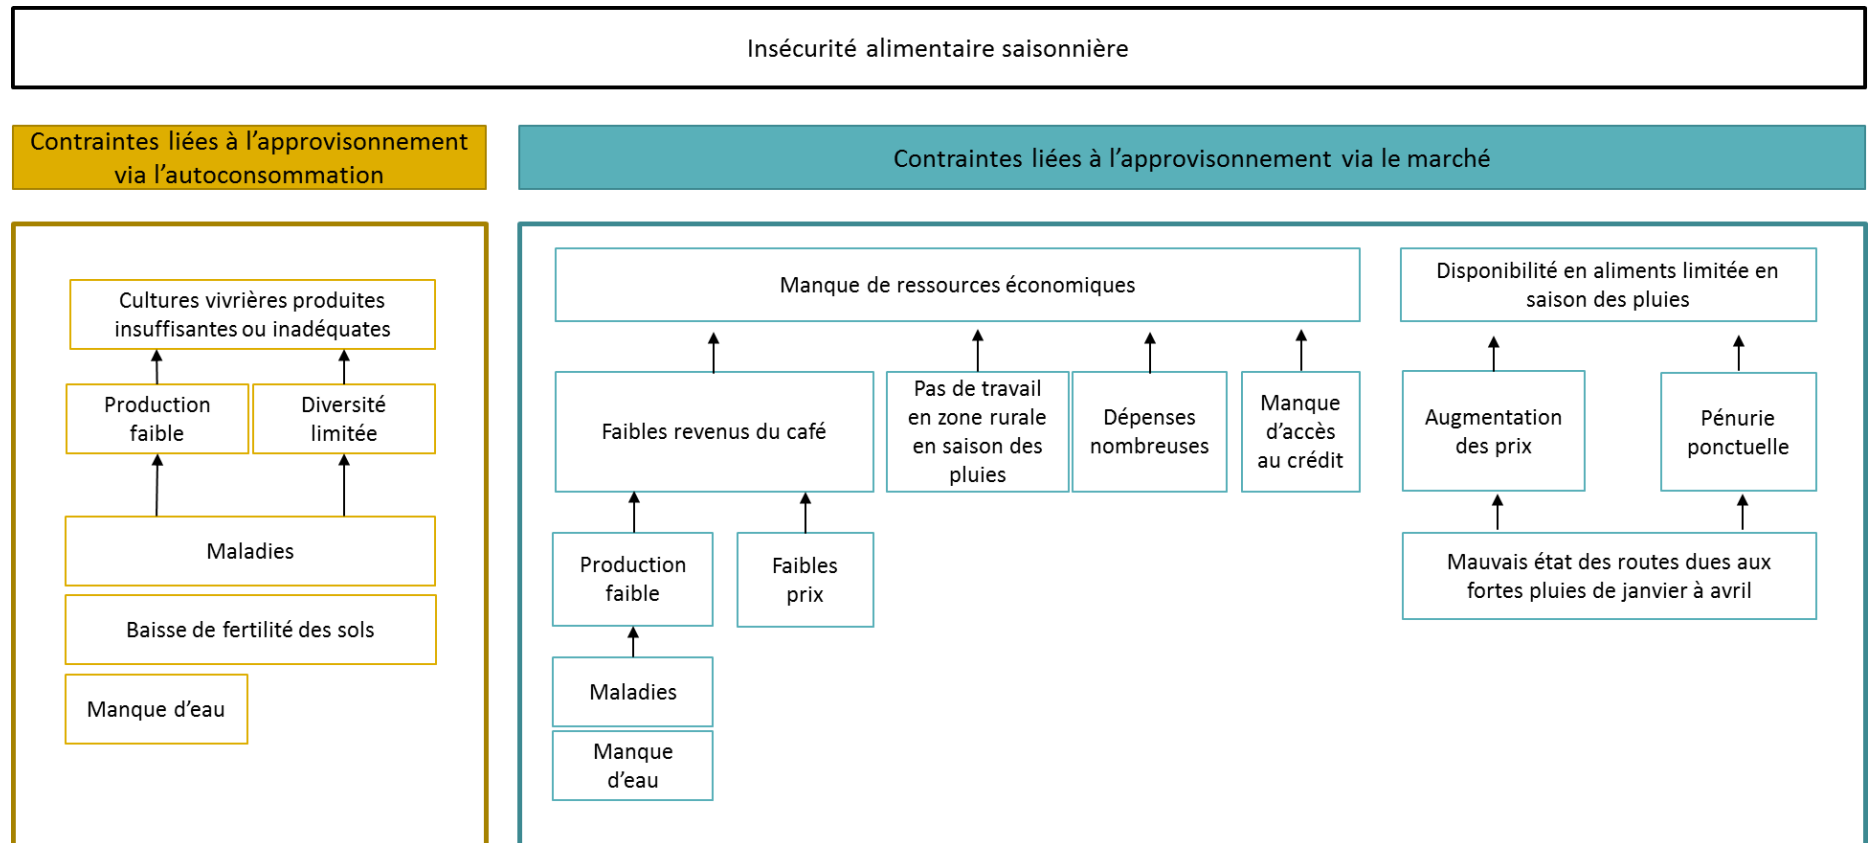 Insécurité alimentaire saisonnière
Contraintes liées à l’approvisonnement
via l’autoconsommation
Contraintes liées à l’approvisonnement via le marché
Cultures vivrières produites
insuffisantes ou inadéquates
Production
faible
Diversité
limitée
Maladies
Baisse de fertilité des sols
Manque d’eau
Manque de ressources économiques
Disponibilité en aliments limitée en
saison des pluies
Faibles revenus du café
Pas de travail
en zone rurale
en saison des
pluies
Dépenses
nombreuses
Manque
d’accès
au crédit
Augmentation
des prix
Pénurie
ponctuelle
Production
faible
Faibles
prix
Mauvais état des routes dues aux
fortes pluies de janvier à avril
Maladies
Manque
d’eau